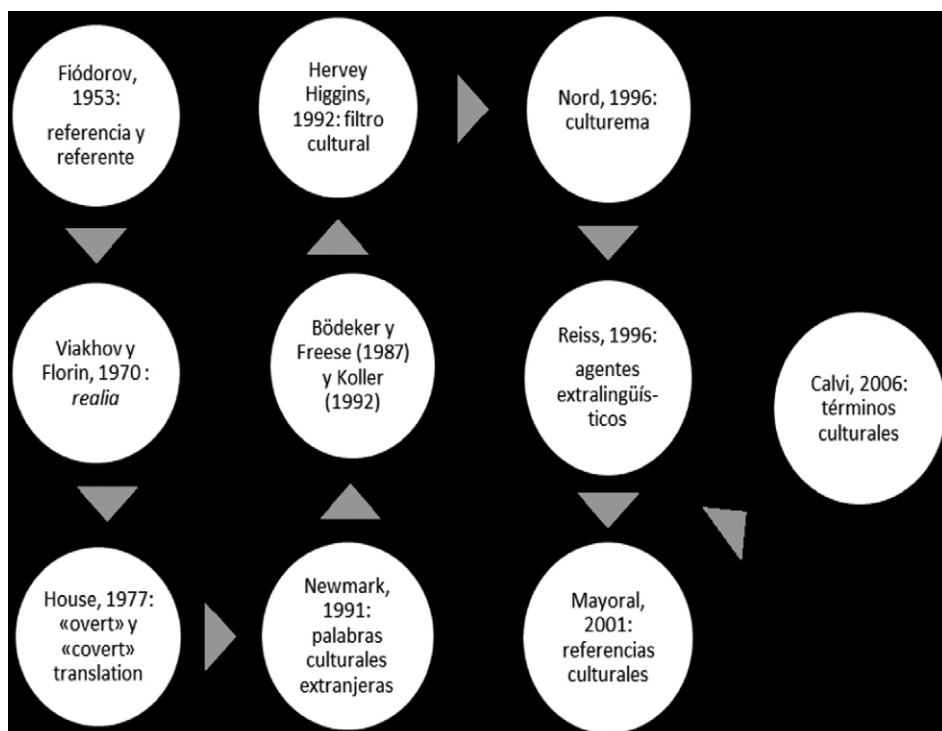 Fiódorov,
1953:
referencia y
referente
Viakhov y
Florin, 1970 :
realia
House, 1977:
«overt» y
«covert»
translation
Newmark,
1991:
palabras
culturales
extranjeras
Bödeker y
Freese (1987)
y Koller
(1992)
Hervey
Higgins,
1992: filtro
cultural
Nord, 1996:
culturema
Reiss, 1996:
agentes
extralingüís-
ticos
Mayoral,
2001:
referencias
culturales
Calvi, 2006:
términos
culturales